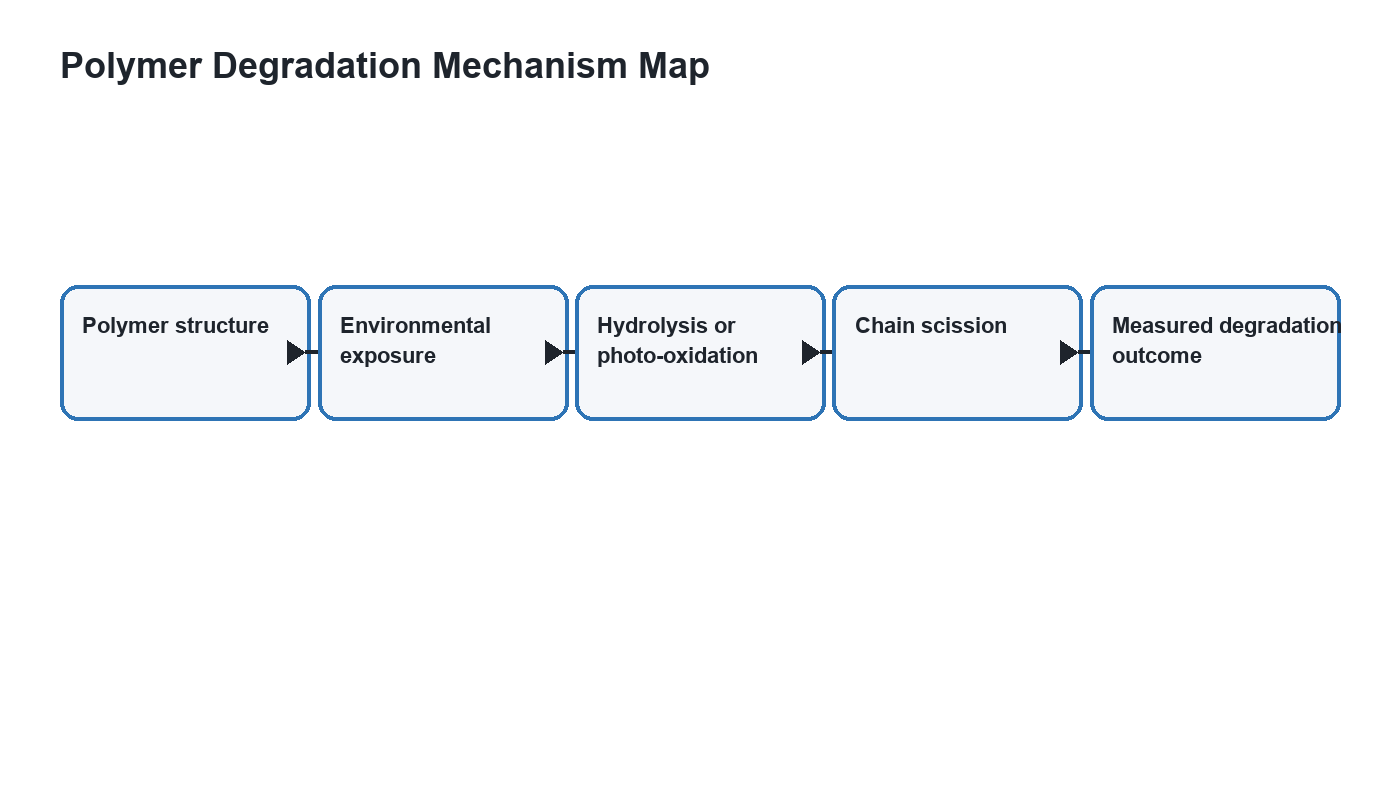 Polymer Degradation Mechanism Map
Polymer structure
Environmental
exposure
Hydrolysis or
photo-oxidation
Chain scission
Measured degradation
outcome